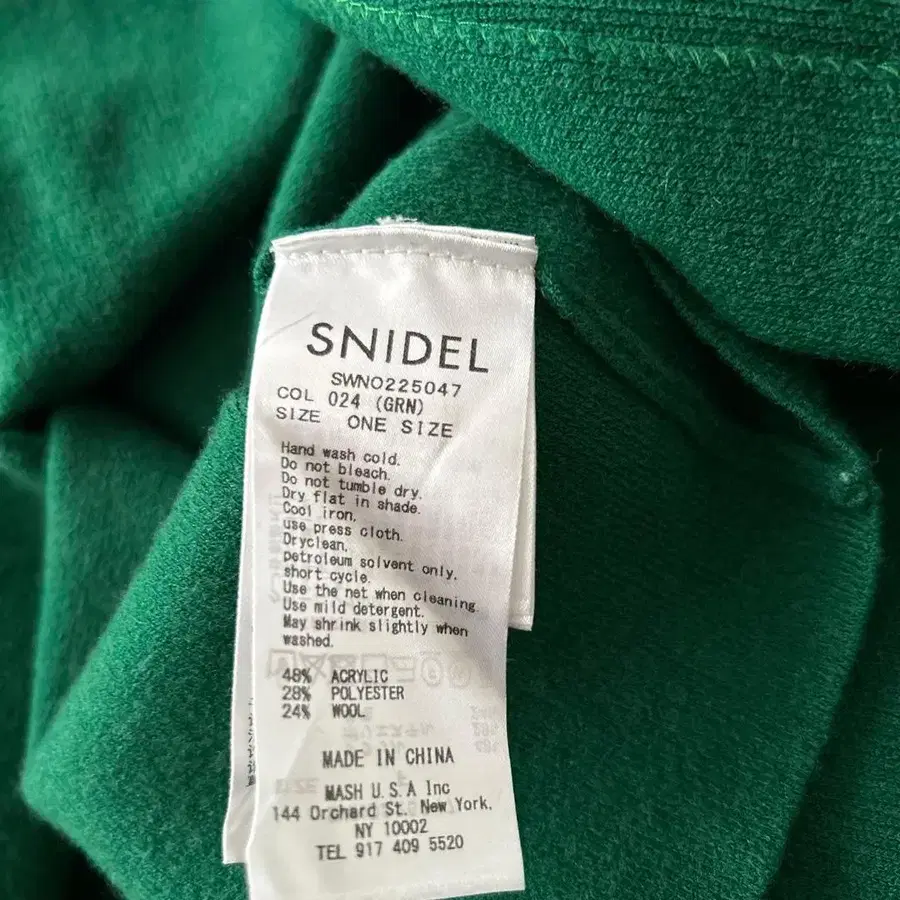 SNIDEL
SWNO225047
COL 024 (GRN)
SIZE ONE SIZE
Hand wash cold.
Do not bleach.
Do not tumble dry.
Dry flat in shade.
Cool iron,
use press cloth.
Dryclean,
petroleum solvent only,
short cycle.
Use the net when cleaning
Use mild detergent.
May shrink slightly when
washed.
48% ACRYLIC
28% POLYESTER
24% WOOL
MADE IN CHINA
MASH U.S.A Inc
144 Orchard St. New York,
NY 10002
TEL 917 409 5520